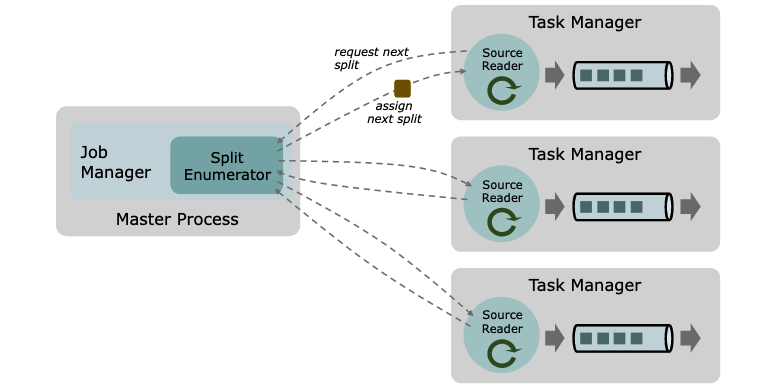 Task Manager
request next
split
Source
Reader
assign
next split
Job
Manager
Split
Enumerator
Master Process
Task Manager
Source
Reader
Task Manager
Source
Reader